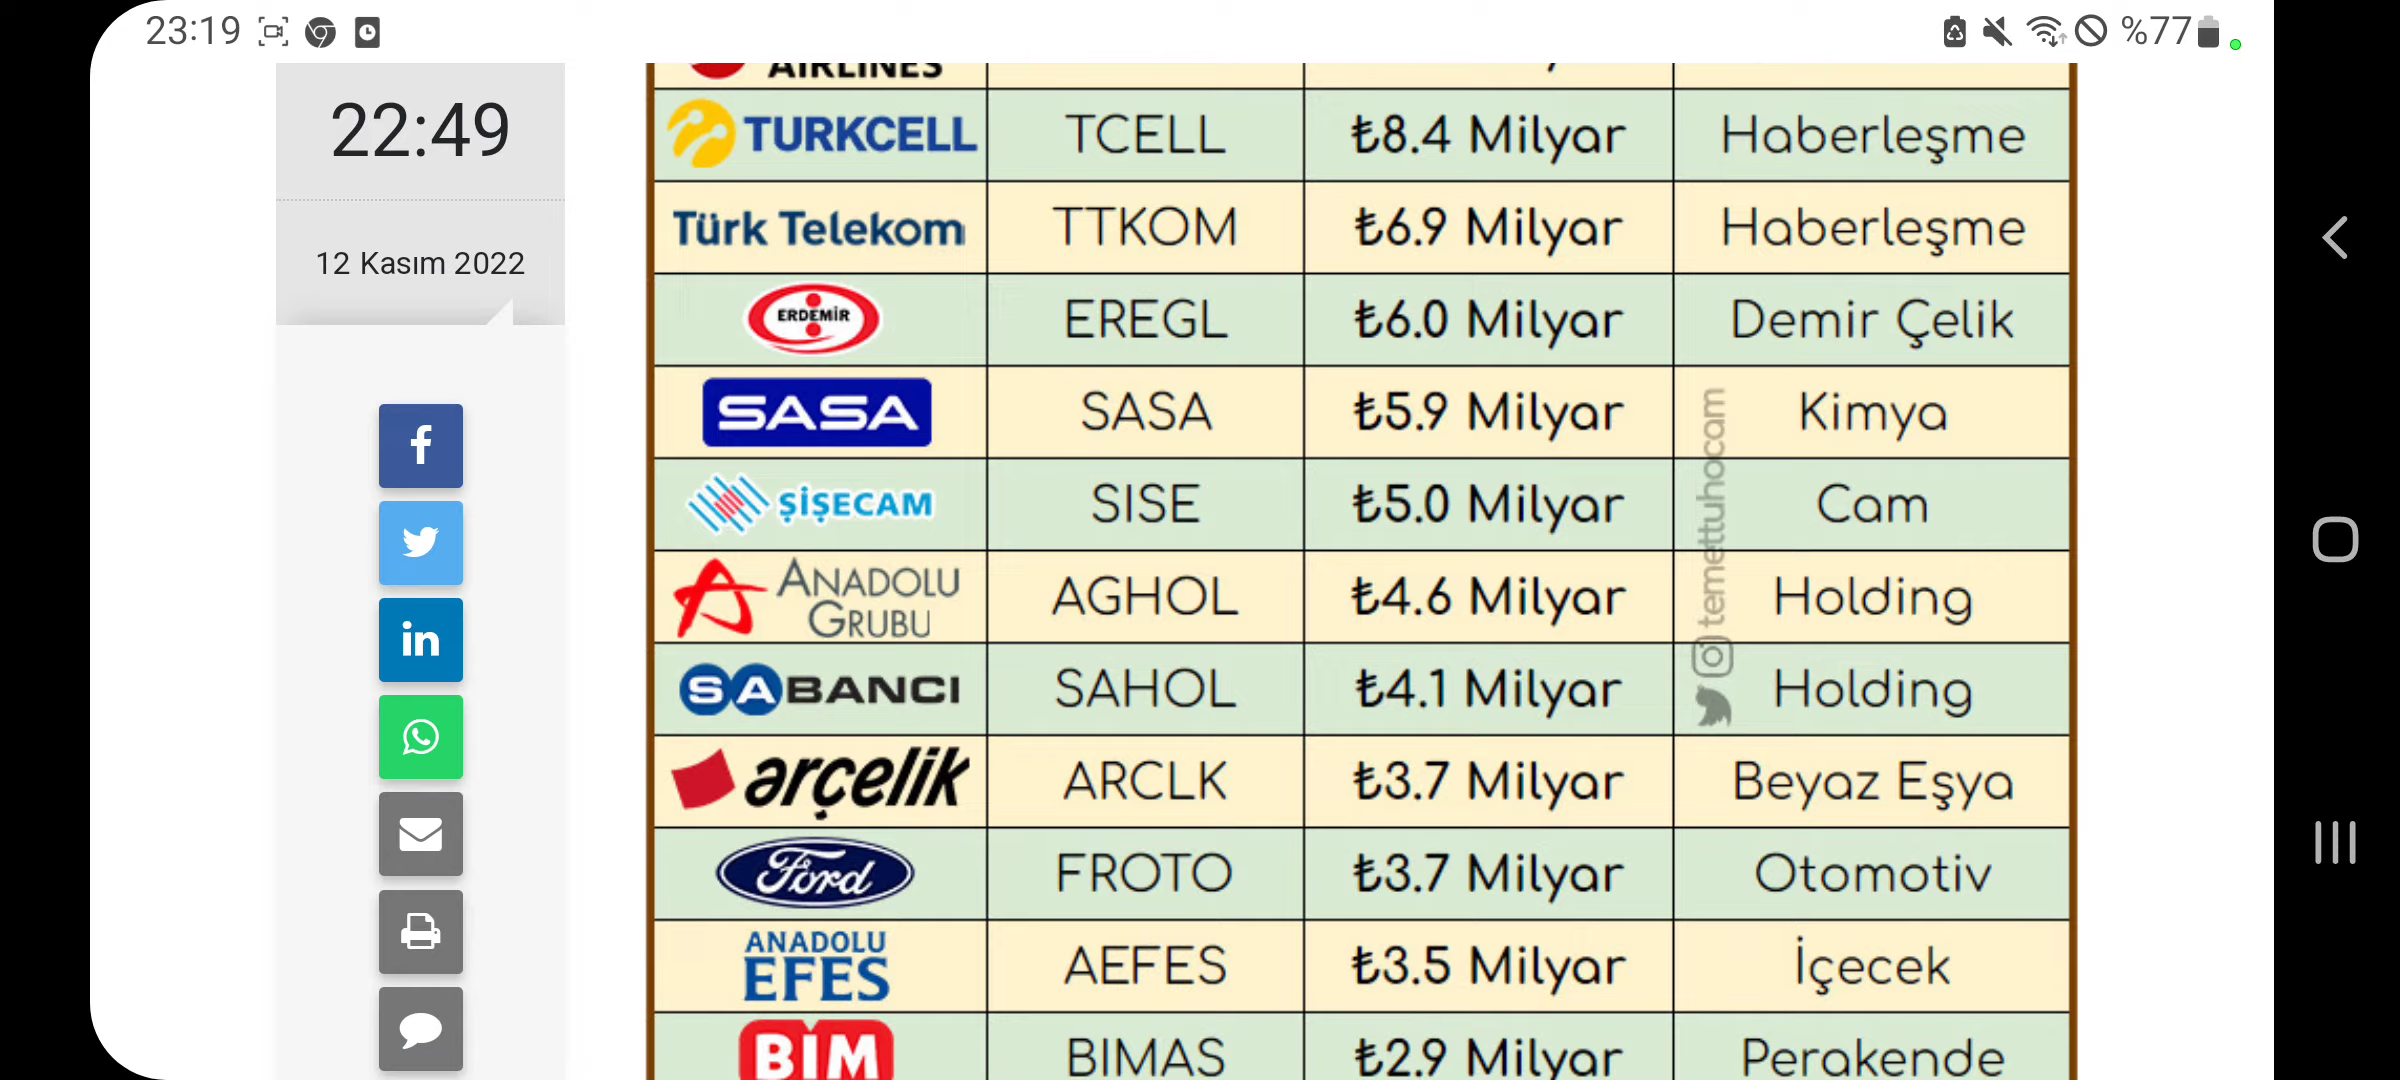 23:19
%77
22:49
12 Kasım 2022
AIRLINES
TURKCELL TCELL ₺8.4 Milyar Haberleşme
Türk Telekom TTKOM ₺6.9 Milyar Haberleşme
ERDEMİR EREGL ₺6.0 Milyar Demir Çelik
SASA SASA ₺5.9 Milyar Kimya
ŞİŞECAM SISE ₺5.0 Milyar Cam
ANADOLU GRUBU AGHOL ₺4.6 Milyar Holding
SABANCI SAHOL ₺4.1 Milyar Holding
arçelik ARCLK ₺3.7 Milyar Beyaz Eşya
Ford FROTO ₺3.7 Milyar Otomotiv
ANADOLU EFES AEFES ₺3.5 Milyar İçecek
BİM BIMAS ₺2.9 Milyar Perakende
temettuhocam